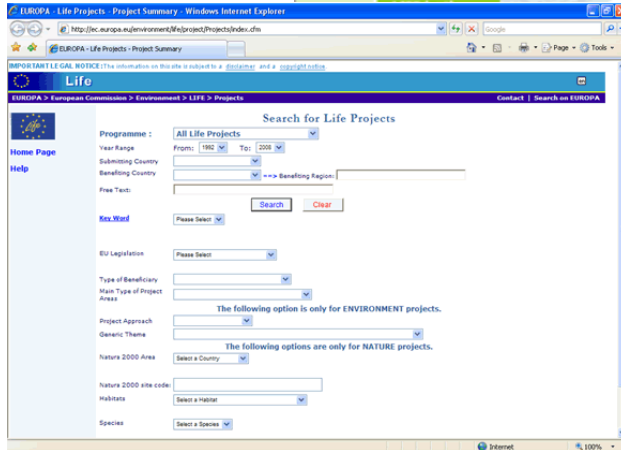 EUROPA - Life Projects - Project Summary - Windows Internet Explorer
http://ec.europa.eu/environment/life/project/Projects/index.cfm
Google
EUROPA - Life Projects - Project Summary
Page
Tools
IMPORTANT LEGAL NOTICE: The information on this site is subject to a disclaimer and a copyright notice
Life
EUROPA > European Commission > Environment > LIFE > Projects
Contact | Search on EUROPA
Life
Home Page
Help
Search for Life Projects
Programme : All Life Projects
Year Range From: 1992 To: 2008
Submitting Country
Benefiting Country ==> Benefiting Region:
Free Text:
Search Clear
Key Word Please Select
EU Legislation Please Select
Type of Beneficiary
Main Type of Project Areas
The following option is only for ENVIRONMENT projects.
Project Approach
Generic Theme
The following options are only for NATURE projects.
Nature 2000 Area Select a Country
Nature 2000 site code:
Habitats Select a Habitat
Species Select a Species
Internet 100%